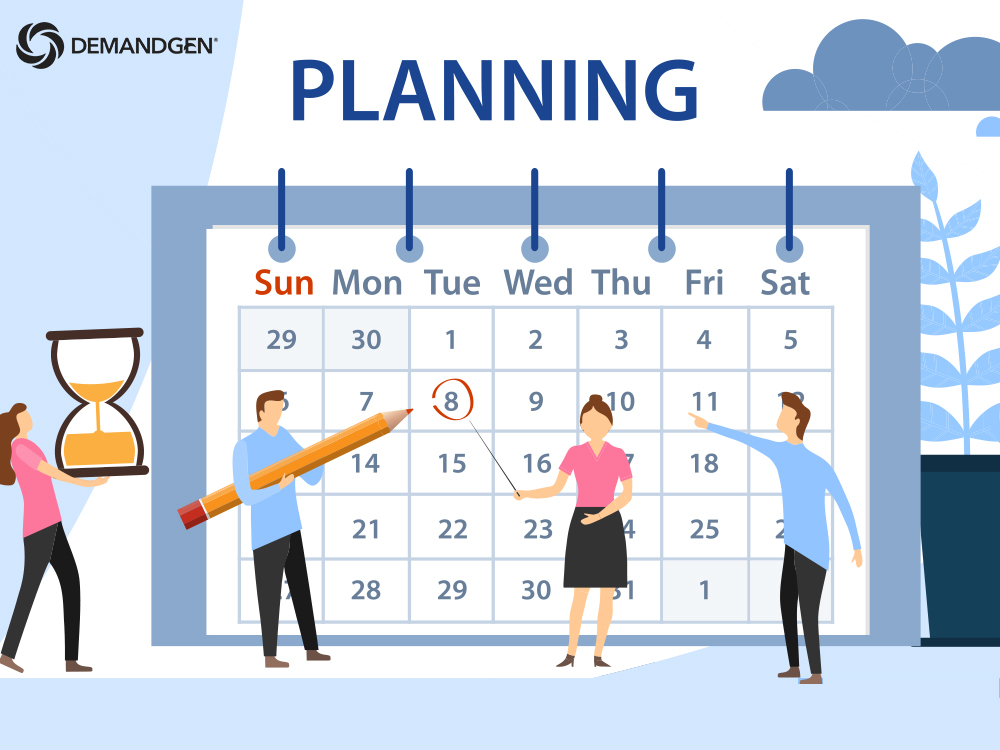 DEMANDGEN®
PLANNING
Sun Mon Tue Wed Thu Fri Sat
29 30 1 2 3 4 5
7 8 9 10 11
14 15 16 18
21 22 23 25
28 29 30 1